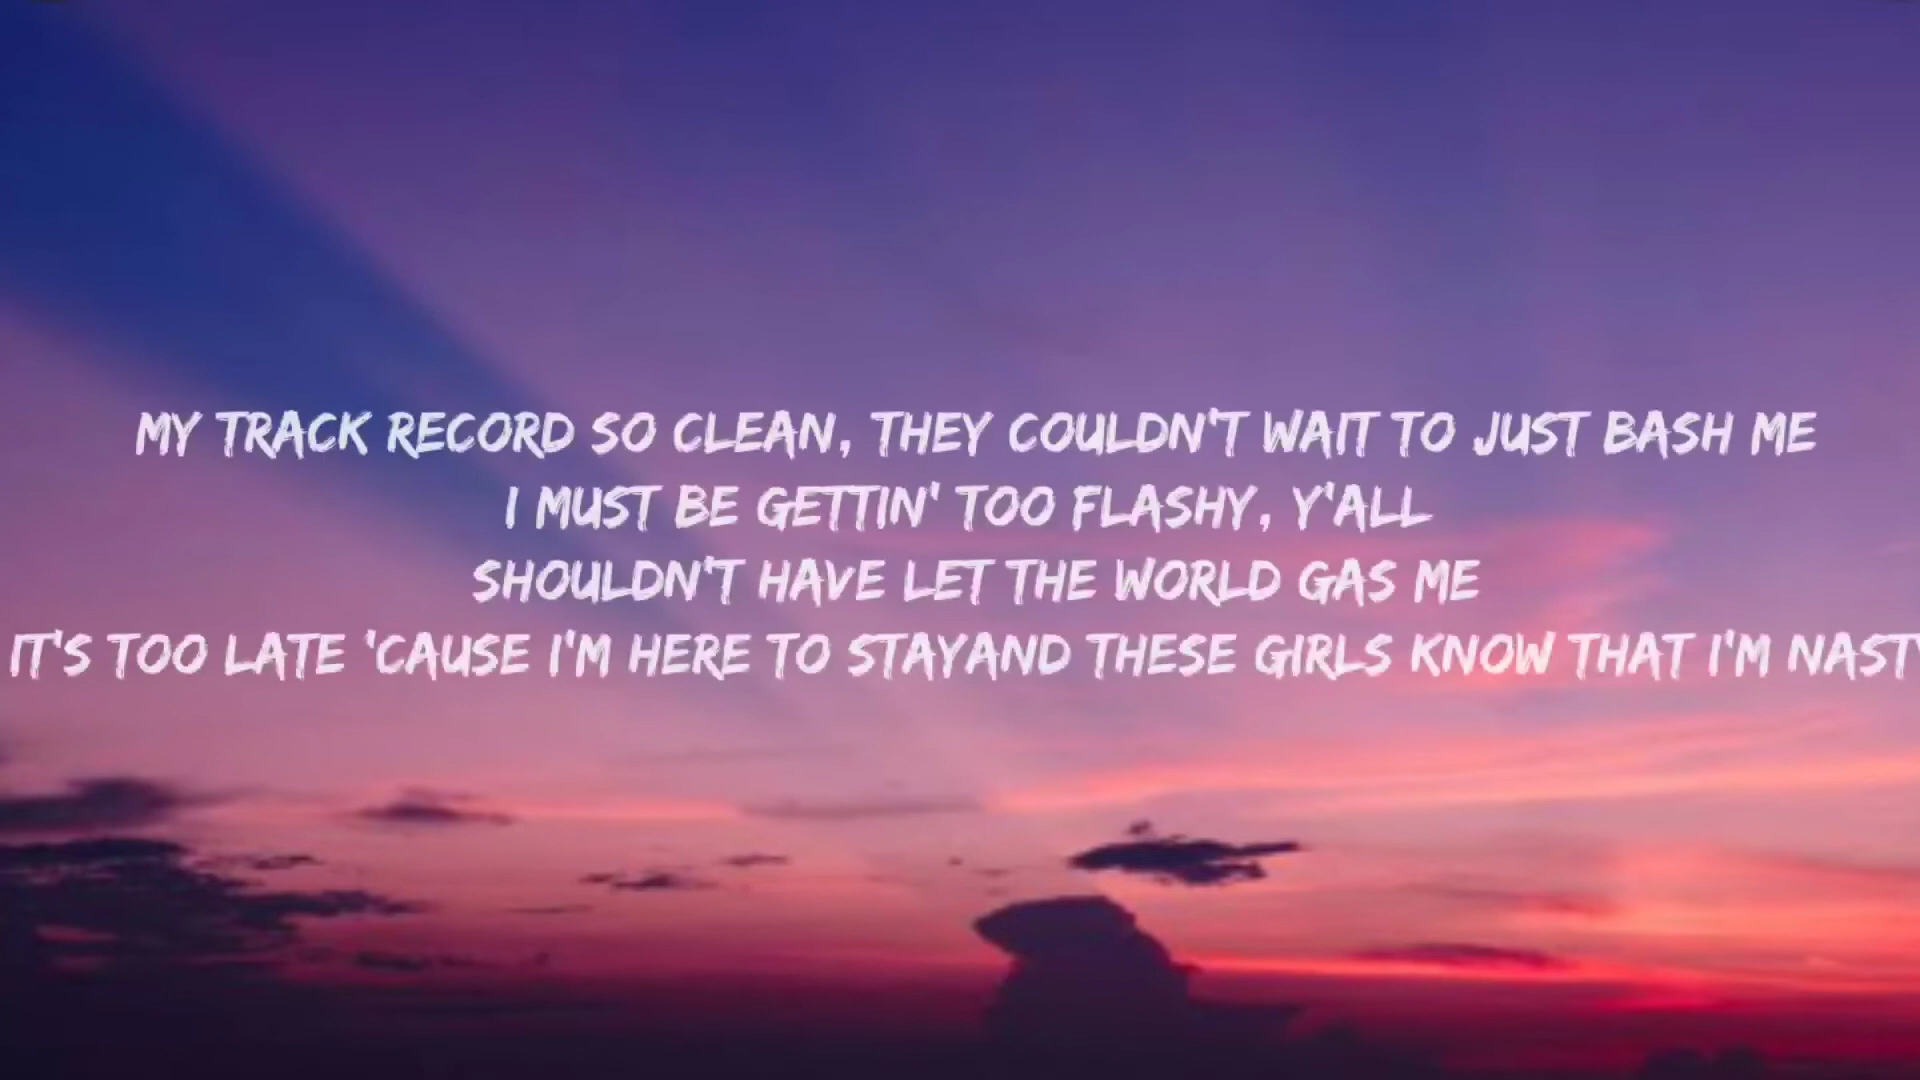 MY TRACK RECORD SO CLEAN, THEY COULDN'T WAIT TO JUST BASH ME
I MUST BE GETTIN' TOO FLASHY, Y'ALL
SHOULDN'T HAVE LET THE WORLD GAS ME
IT'S TOO LATE 'CAUSE I'M HERE TO STAYAND THESE GIRLS KNOW THAT I'M NASTY